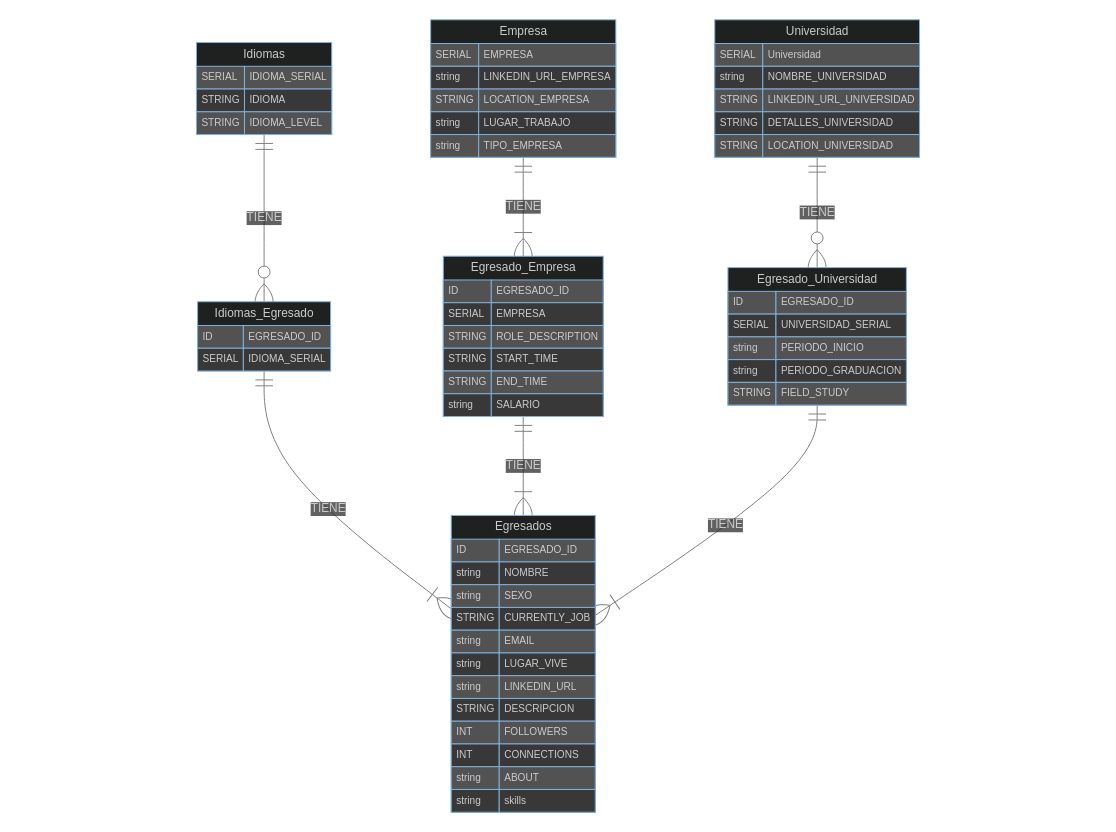 Idiomas
SERIAL IDIOMA_SERIAL
STRING IDIOMA
STRING IDIOMA_LEVEL
Empresa
SERIAL EMPRESA
string LINKEDIN_URL_EMPRESA
STRING LOCATION_EMPRESA
string LUGAR_TRABAJO
string TIPO_EMPRESA
Universidad
SERIAL Universidad
string NOMBRE_UNIVERSIDAD
STRING LINKEDIN_URL_UNIVERSIDAD
STRING DETALLES_UNIVERSIDAD
STRING LOCATION_UNIVERSIDAD
TIENE
TIENE
TIENE
Idiomas_Egresado
ID EGRESADO_ID
SERIAL IDIOMA_SERIAL
Egresado_Empresa
ID EGRESADO_ID
SERIAL EMPRESA
STRING ROLE_DESCRIPTION
STRING START_TIME
STRING END_TIME
string SALARIO
Egresado_Universidad
ID EGRESADO_ID
SERIAL UNIVERSIDAD_SERIAL
string PERIODO_INICIO
string PERIODO_GRADUACION
STRING FIELD_STUDY
TIENE
TIENE
TIENE
Egresados
ID EGRESADO_ID
string NOMBRE
string SEXO
STRING CURRENTLY_JOB
string EMAIL
string LUGAR_VIVE
string LINKEDIN_URL
STRING DESCRIPCION
INT FOLLOWERS
INT CONNECTIONS
string ABOUT
string skills